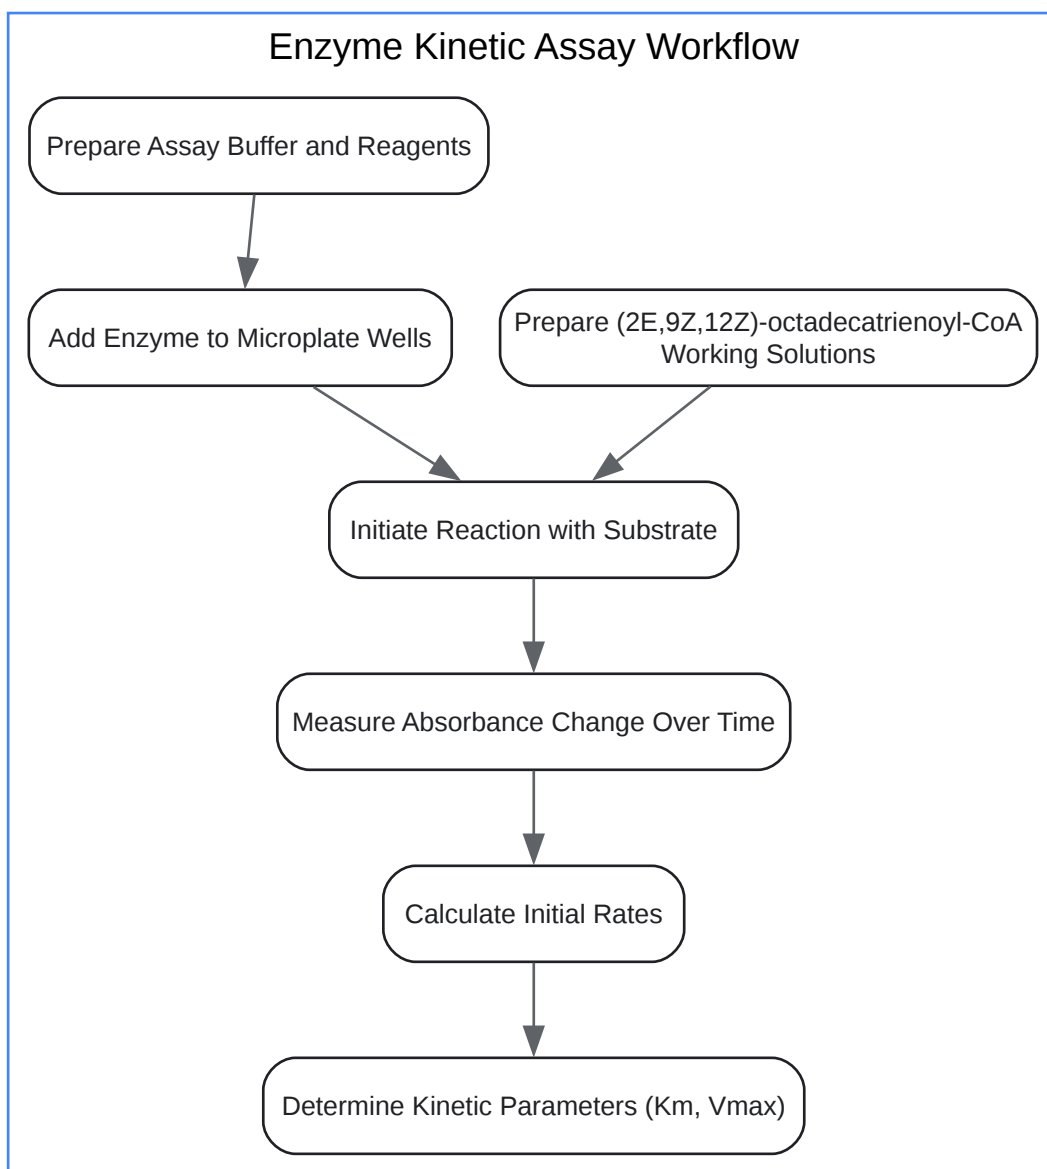 Enzyme Kinetic Assay Workflow
Prepare Assay Buffer and Reagents
Add Enzyme to Microplate Wells
Prepare (2E,9Z,12Z)-octadecatrienoyl-CoA
Working Solutions
Initiate Reaction with Substrate
Measure Absorbance Change Over Time
Calculate Initial Rates
Determine Kinetic Parameters (Km, Vmax)